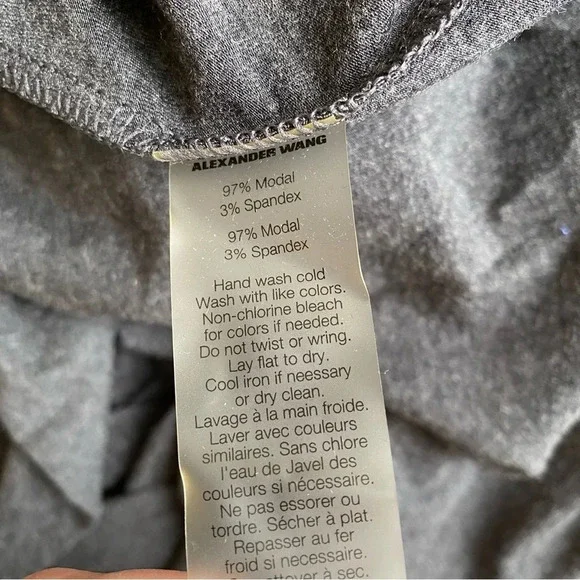 ALEXANDER WANG
97% Modal
3% Spandex
97% Modal
3% Spandex
Hand wash cold
Wash with like colors.
Non-chlorine bleach
for colors if needed.
Do not twist or wring.
Lay flat to dry.
Cool iron if neessary
or dry clean.
Lavage à la main froide.
Laver avec couleurs
similaires. Sans chlore
l'eau de Javel des
couleurs si nécessaire.
Ne pas essorer ou
tordre. Sécher à plat.
Repasser au fer
froid si necessaire.
à sec.